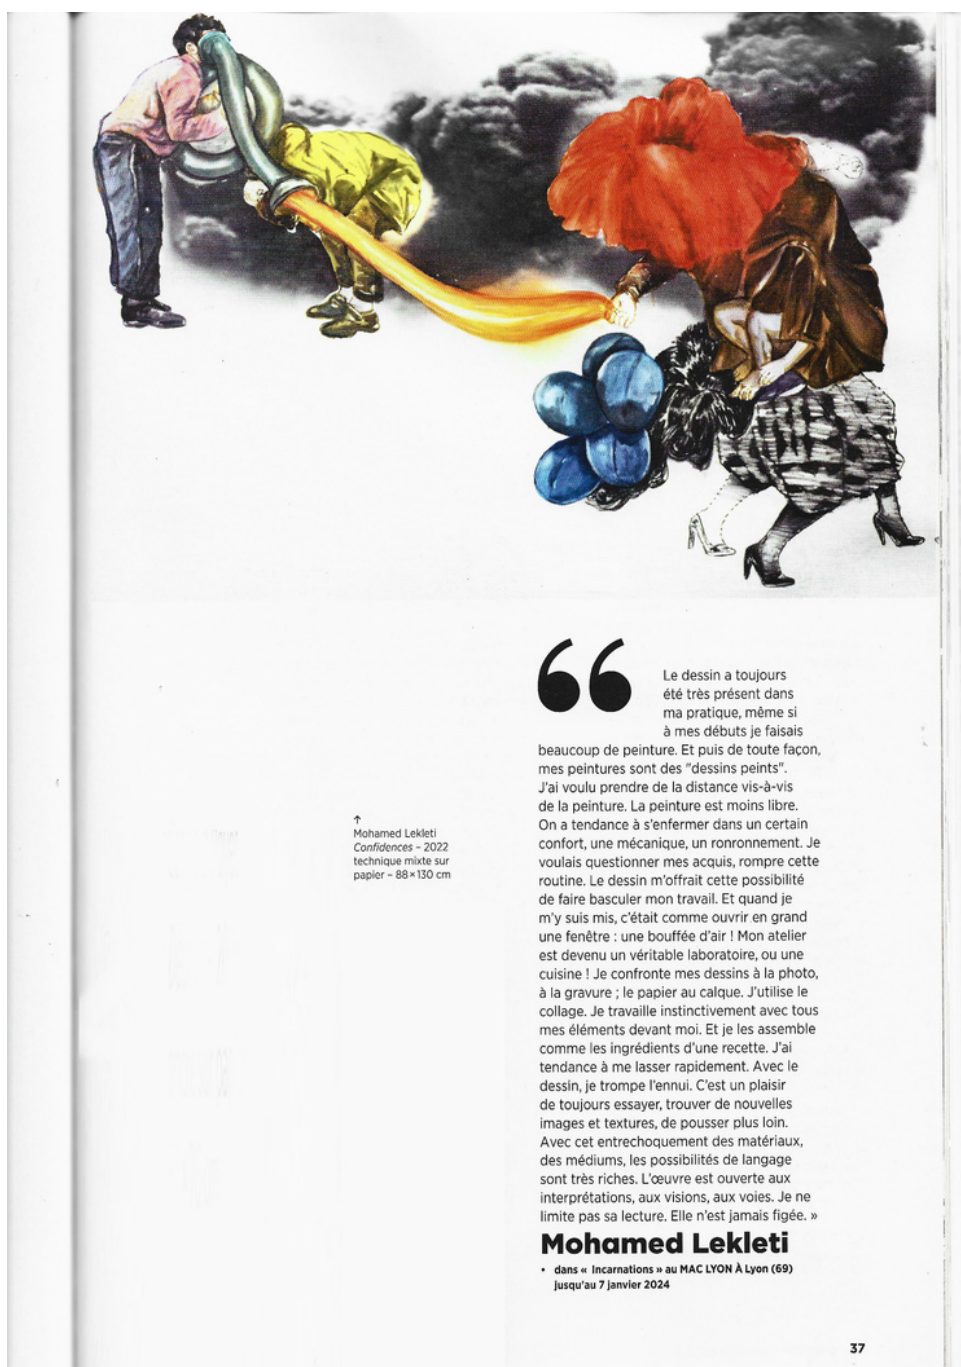 ↑
Mohamed Lekleti
Confidences – 2022
technique mixte sur
papier – 88 × 130 cm
“
Le dessin a toujours
été très présent dans
ma pratique, même si
à mes débuts je faisais
beaucoup de peinture. Et puis de toute façon,
mes peintures sont des "dessins peints".
J'ai voulu prendre de la distance vis-à-vis
de la peinture. La peinture est moins libre.
On a tendance à s'enfermer dans un certain
confort, une mécanique, un ronronnement. Je
voulais questionner mes acquis, rompre cette
routine. Le dessin m'offrait cette possibilité
de faire basculer mon travail. Et quand je
m'y suis mis, c'était comme ouvrir en grand
une fenêtre : une bouffée d'air ! Mon atelier
est devenu un véritable laboratoire, ou une
cuisine ! Je confronte mes dessins à la photo,
à la gravure ; le papier au calque. J'utilise le
collage. Je travaille instinctivement avec tous
mes éléments devant moi. Et je les assemble
comme les ingrédients d'une recette. J'ai
tendance à me lasser rapidement. Avec le
dessin, je trompe l'ennui. C'est un plaisir
de toujours essayer, trouver de nouvelles
images et textures, de pousser plus loin.
Avec cet entrechoquement des matériaux,
des médiums, les possibilités de langage
sont très riches. L'œuvre est ouverte aux
interprétations, aux visions, aux voies. Je ne
limite pas sa lecture. Elle n'est jamais figée. »
Mohamed Lekleti
• dans « Incarnations » au MAC LYON À Lyon (69)
jusqu'au 7 janvier 2024
37